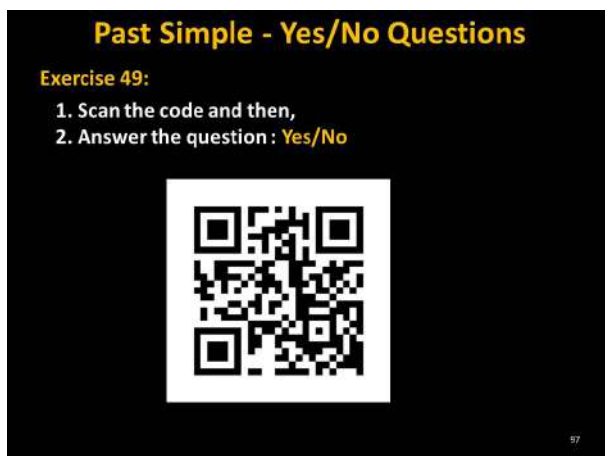 Past Simple - Yes/No Questions
Exercise 49:
1. Scan the code and then,
2. Answer the question : Yes/No
97